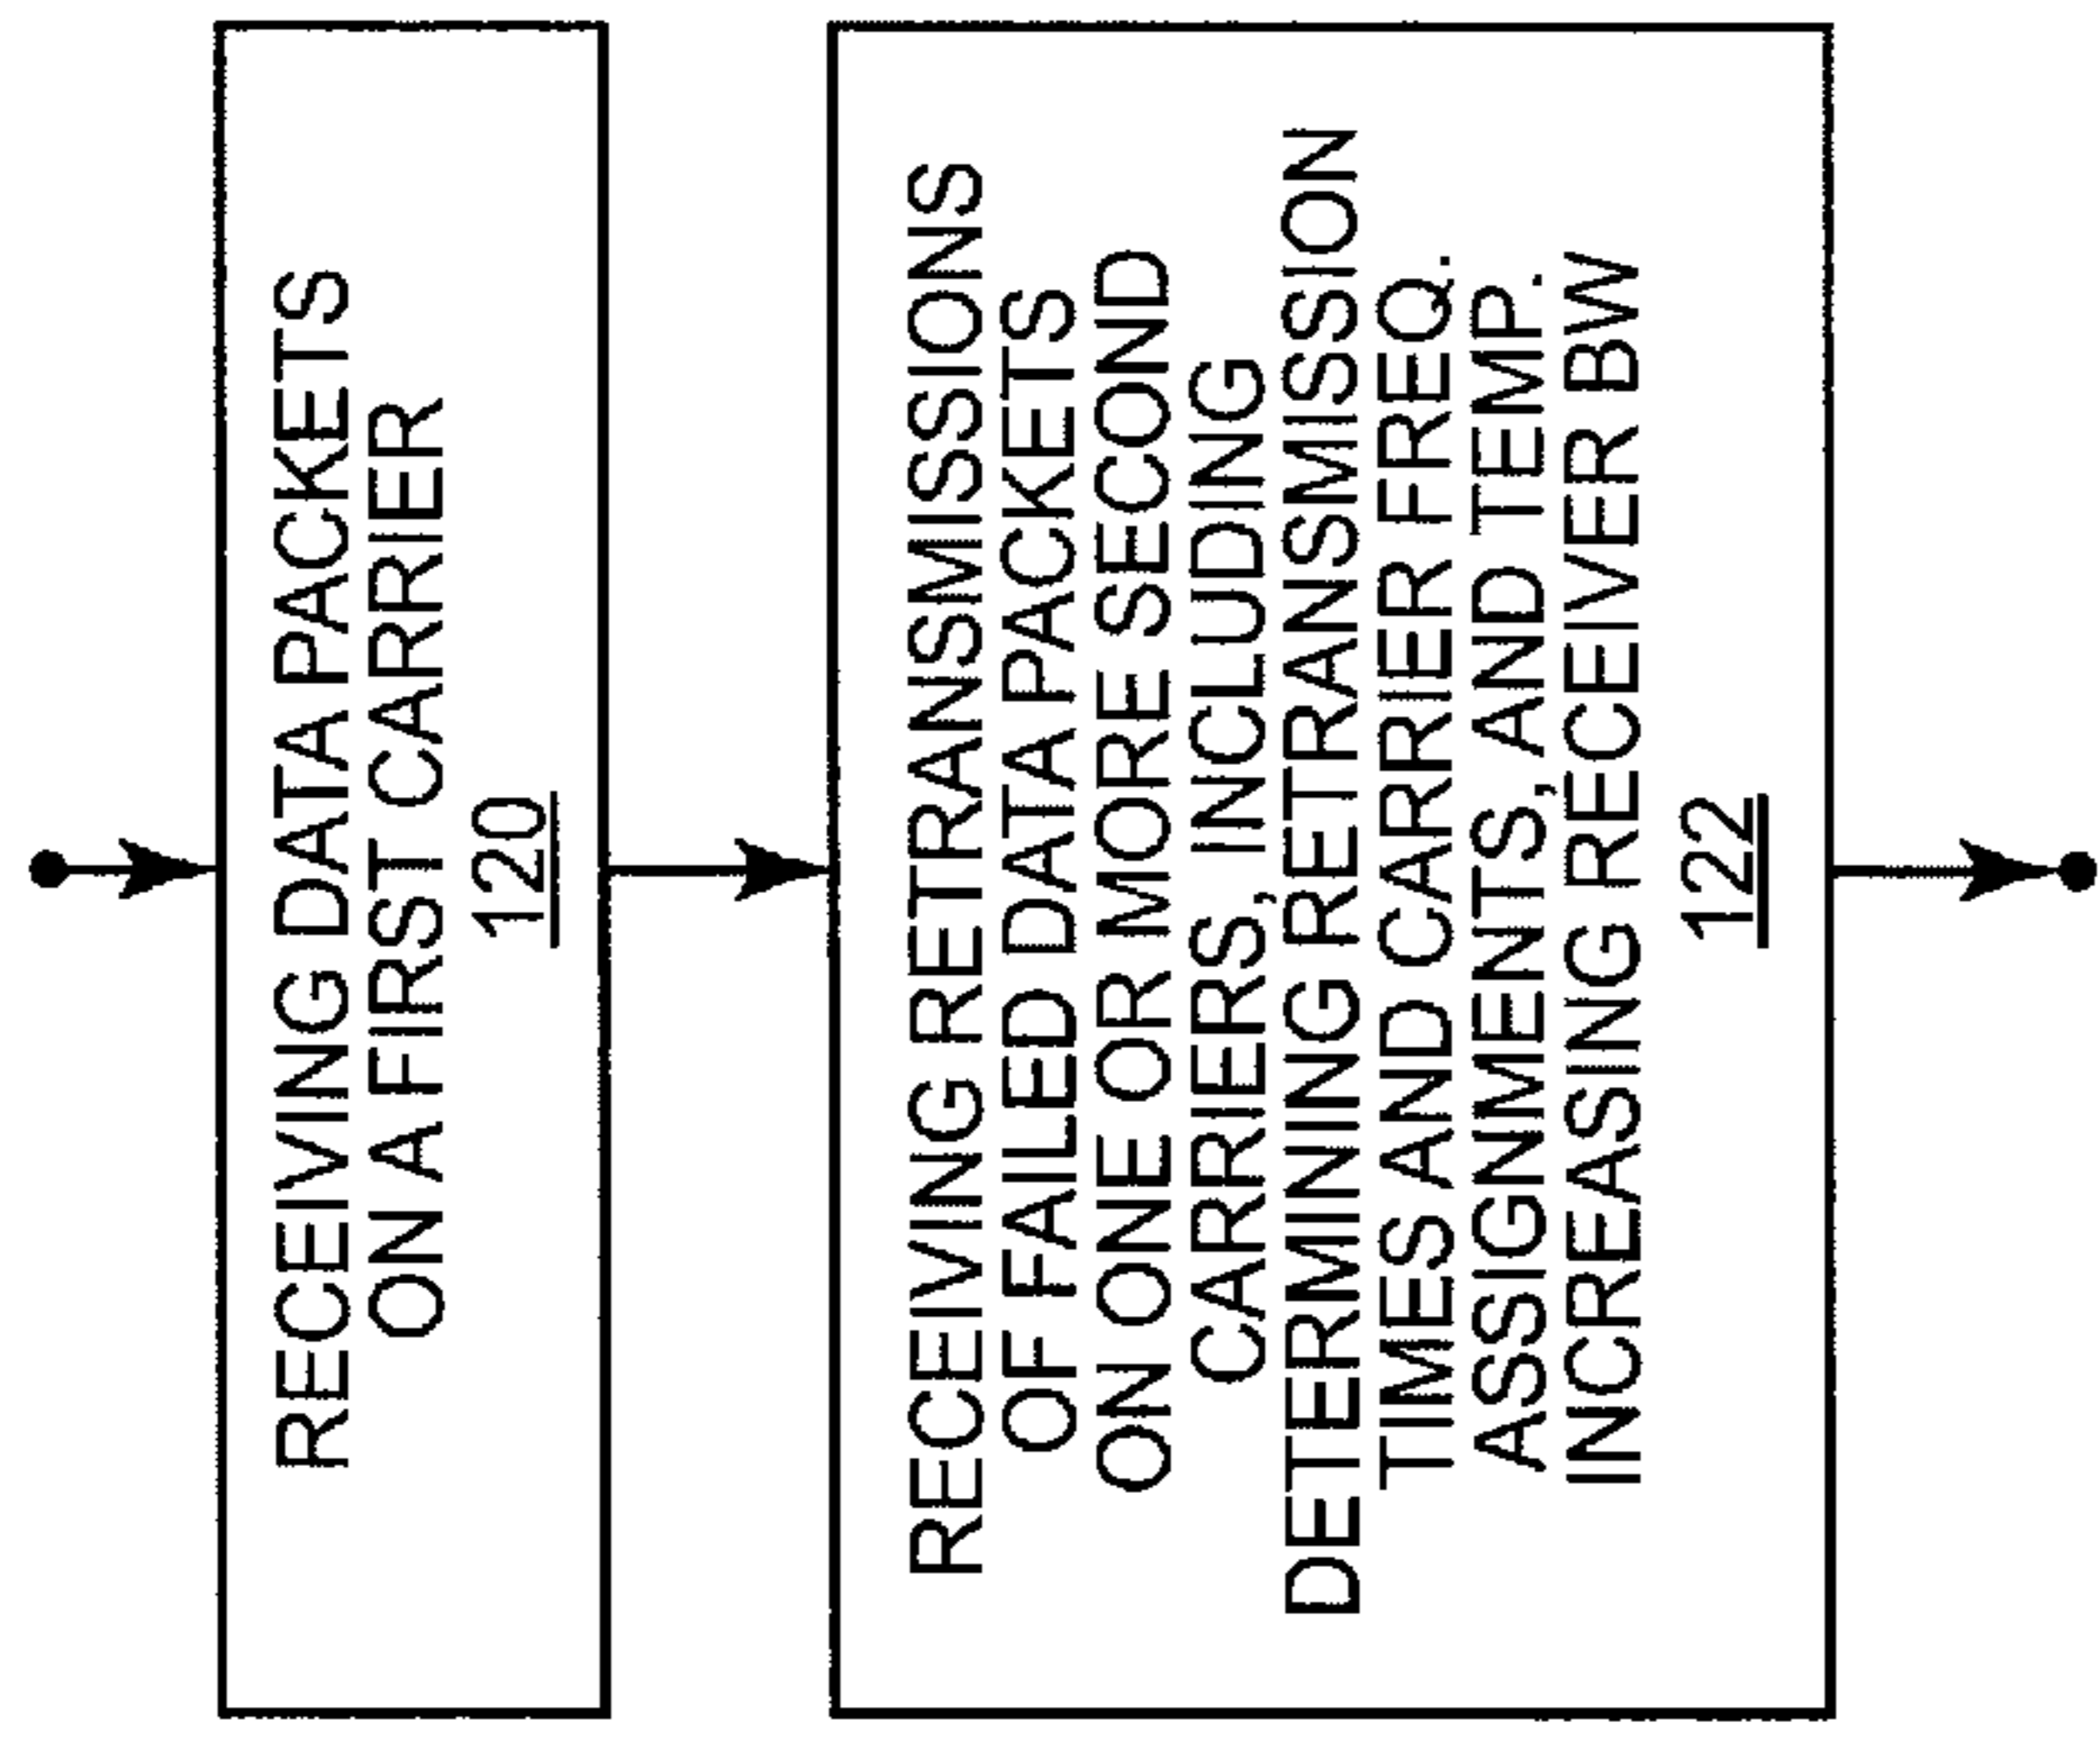 RECEIVING DATA PACKETS
ON A FIRST CARRIER
120
RECEIVING RETRANSMISSIONS
OF FAILED DATA PACKETS
ON ONE OR MORE SECOND
CARRIERS, INCLUDING
DETERMINING RETRANSMISSION
TIMES AND CARRIER FREQ.
ASSIGNMENTS, AND TEMP.
INCREASING RECEIVER BW
122